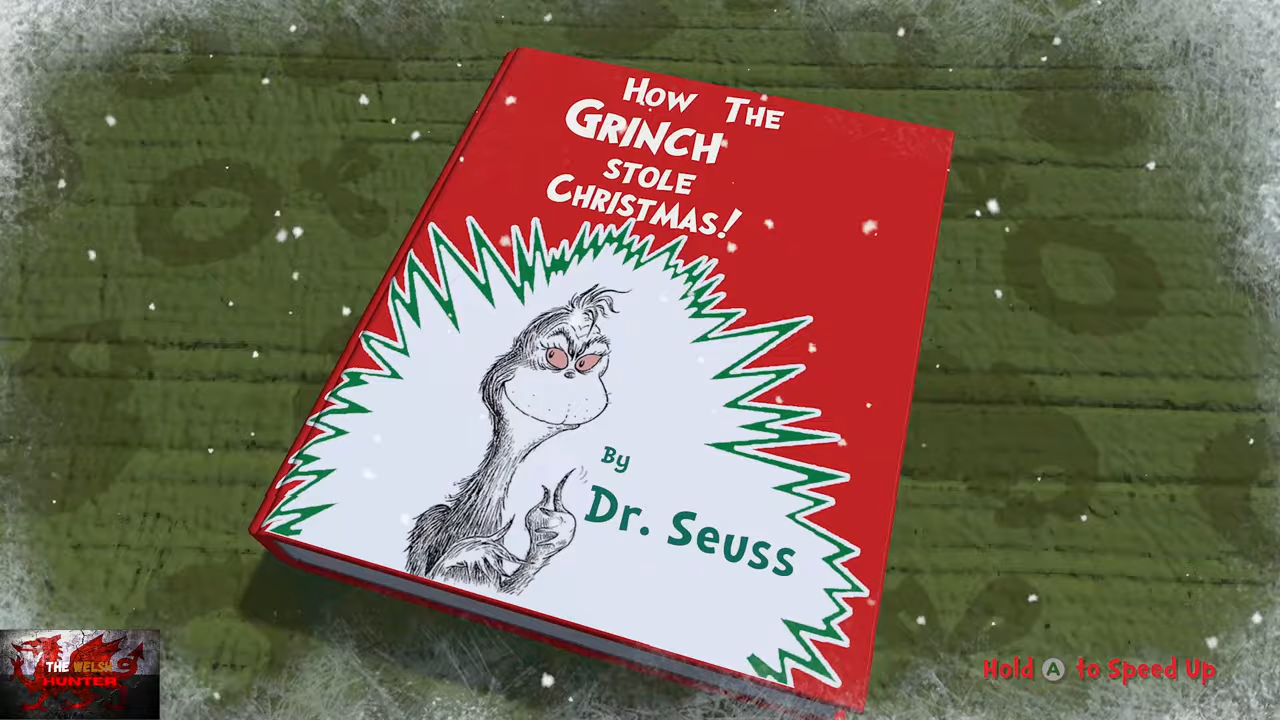 How The
Grinch
stole
Christmas!
By
Dr. Seuss
THE WELSH
HUNTER
Hold A to Speed Up